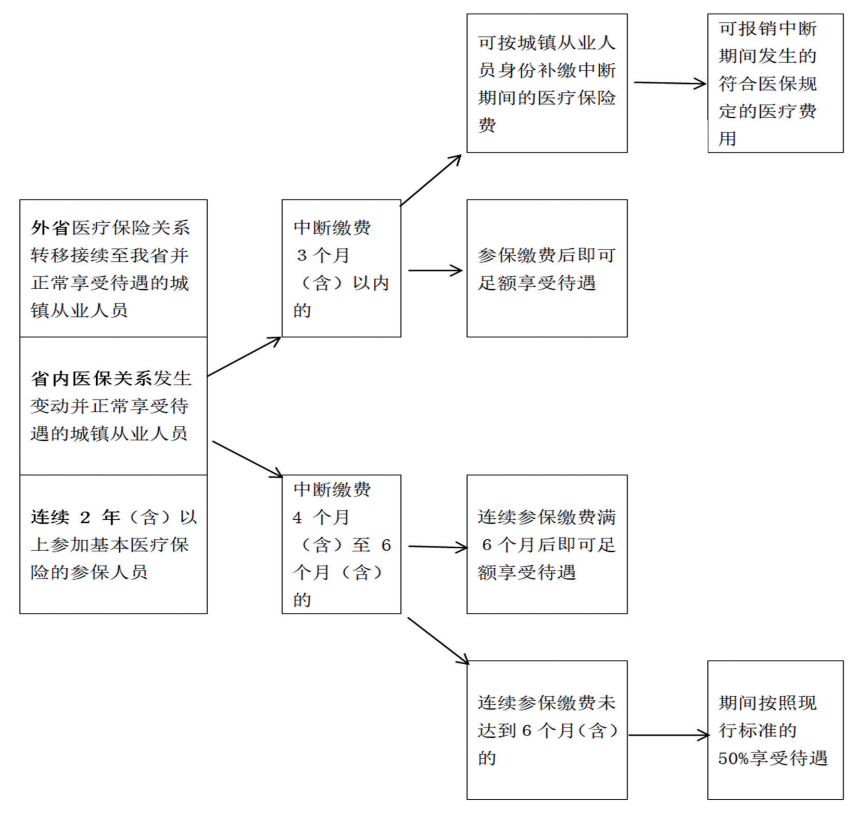 外省医疗保险关系
转移接续至我省并
正常享受待遇的城
镇从业人员
省内医保关系发生
变动并正常享受待
遇的城镇从业人员
连续 2 年（含）以
上参加基本医疗保
险的参保人员
中断缴费
3 个月
（含）以内
的
可按城镇从业人
员身份补缴中断
期间的医疗保险
费
可报销中断
期间发生的
符合医保规
定的医疗费
用
参保缴费后即可
足额享受待遇
中断缴费
4 个月
（含）至 6
个月（含）
的
连续参保缴费满
6 个月后即可足
额享受待遇
连续参保缴费未
达到 6 个月（含）
的
期间按照现
行标准的
50%享受待遇